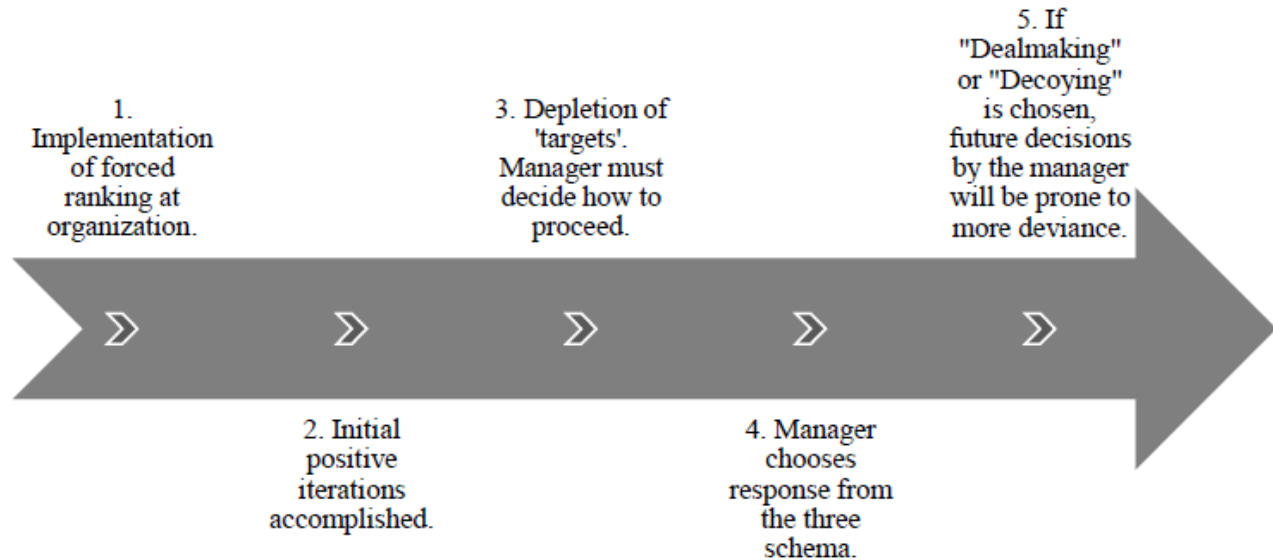 1.
Implementation
of forced
ranking at
organization.
2. Initial
positive
iterations
accomplished.
3. Depletion of
'targets'.
Manager must
decide how to
proceed.
4. Manager
chooses
response from
the three
schema.
5. If
"Dealmaking"
or "Decoying"
is chosen,
future decisions
by the manager
will be prone to
more deviance.